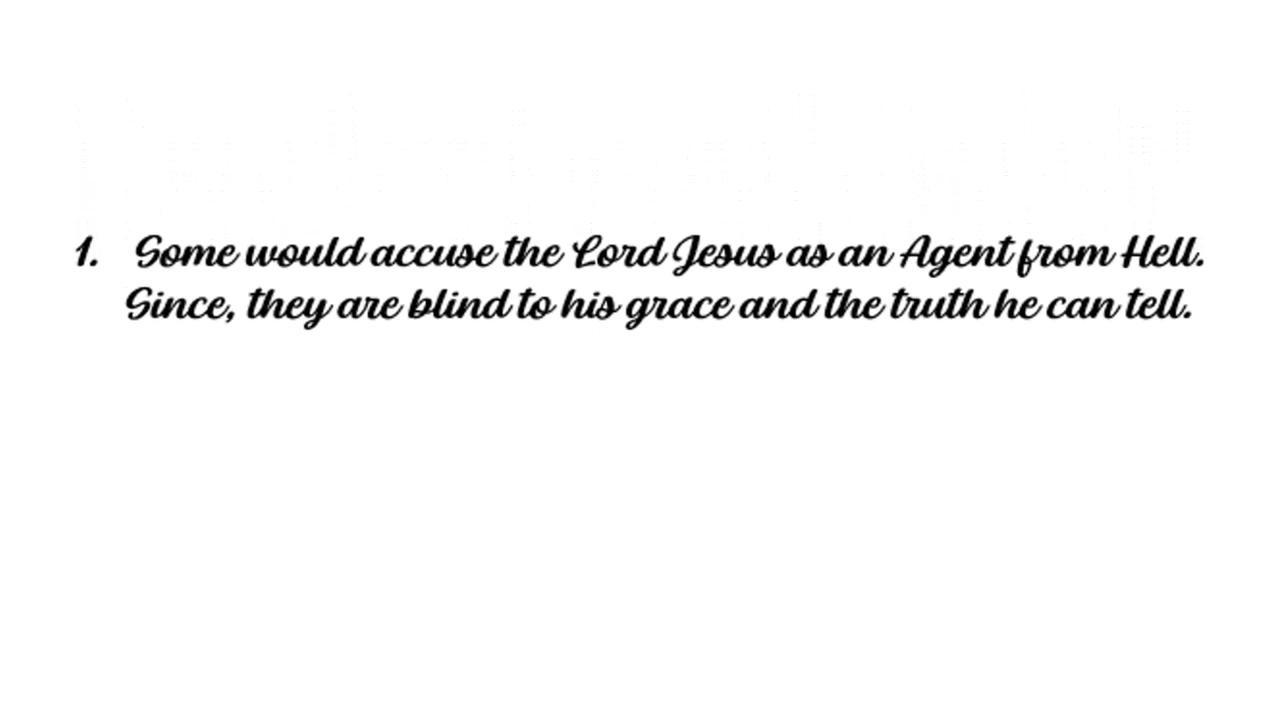 1. Some would accuse the Lord Jesus as an Agent from Hell.
Since, they are blind to his grace and the truth he can tell.